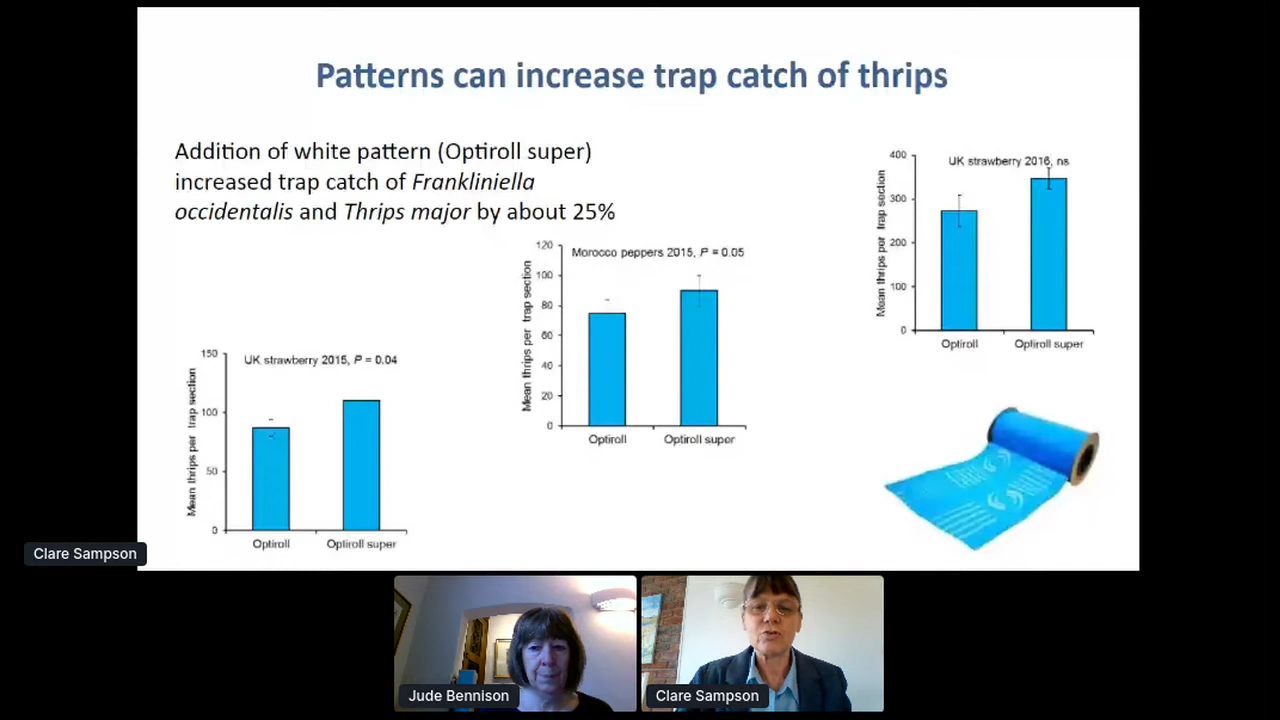 Patterns can increase trap catch of thrips
Addition of white pattern (Optiroll super)
increased trap catch of Frankliniella
occidentalis and Thrips major by about 25%
UK strawberry 2015, P = 0.04
Mean thrips per trap section
150
100
50
0
Optiroll
Optiroll super
Morocco peppers 2015, P = 0.05
Mean thrips per trap section
120
100
80
60
40
20
0
Optiroll
Optiroll super
UK strawberry 2016, ns
Mean thrips per trap section
400
300
200
100
0
Optiroll
Optiroll super
Clare Sampson
Jude Bennison
Clare Sampson